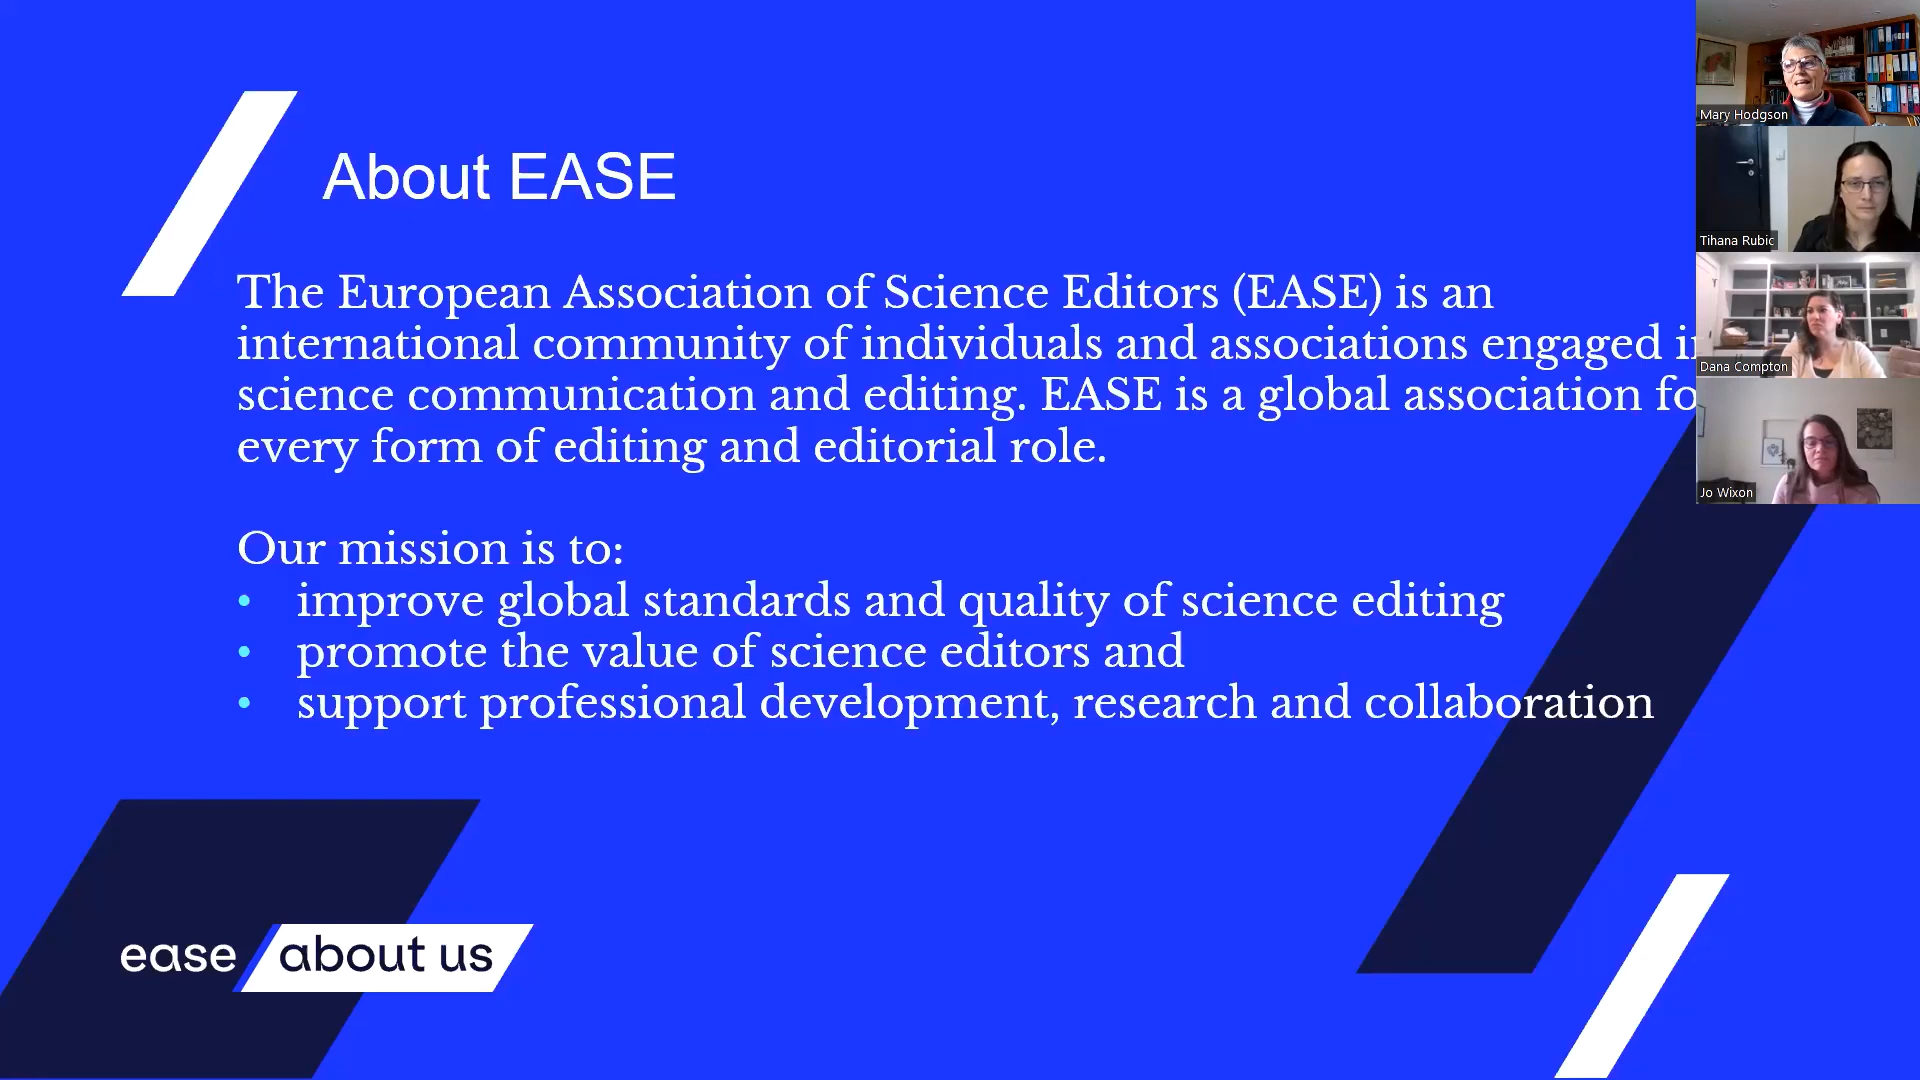 About EASE
The European Association of Science Editors (EASE) is an
international community of individuals and associations engaged
science communication and editing. EASE is a global association
every form of editing and editorial role.
Our mission is to:
• improve global standards and quality of science editing
• promote the value of science editors and
• support professional development, research and collaboration
ease about us
Mary Hodgson
Tihana Rubic
Dana Compton
Jo Wixon